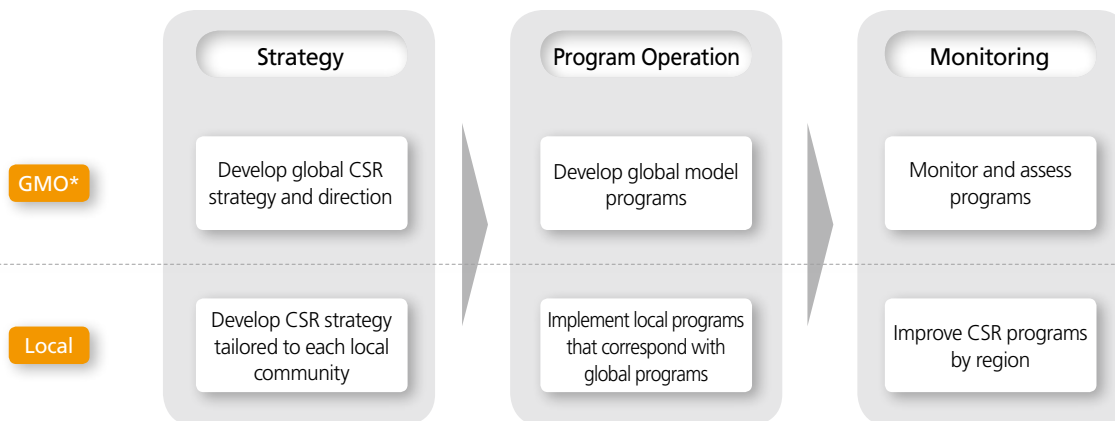 Strategy
Program Operation
Monitoring
GMO*
Develop global CSR
strategy and direction
Develop global model
programs
Monitor and assess
programs
Local
Develop CSR strategy
tailored to each local
community
Implement local programs
that correspond with
global programs
Improve CSR programs
by region